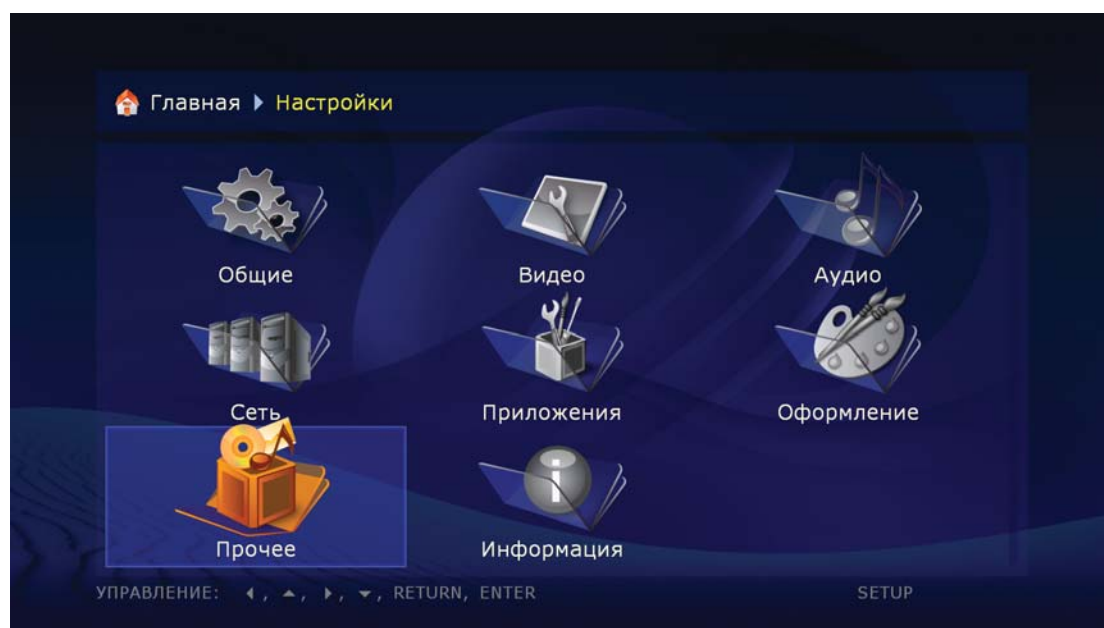 Главная Настройки
Общие Видео Аудио
Сеть Приложения Оформление
Прочее Информация
УПРАВЛЕНИЕ: ◀, ▲, ▶, ▼, RETURN, ENTER SETUP